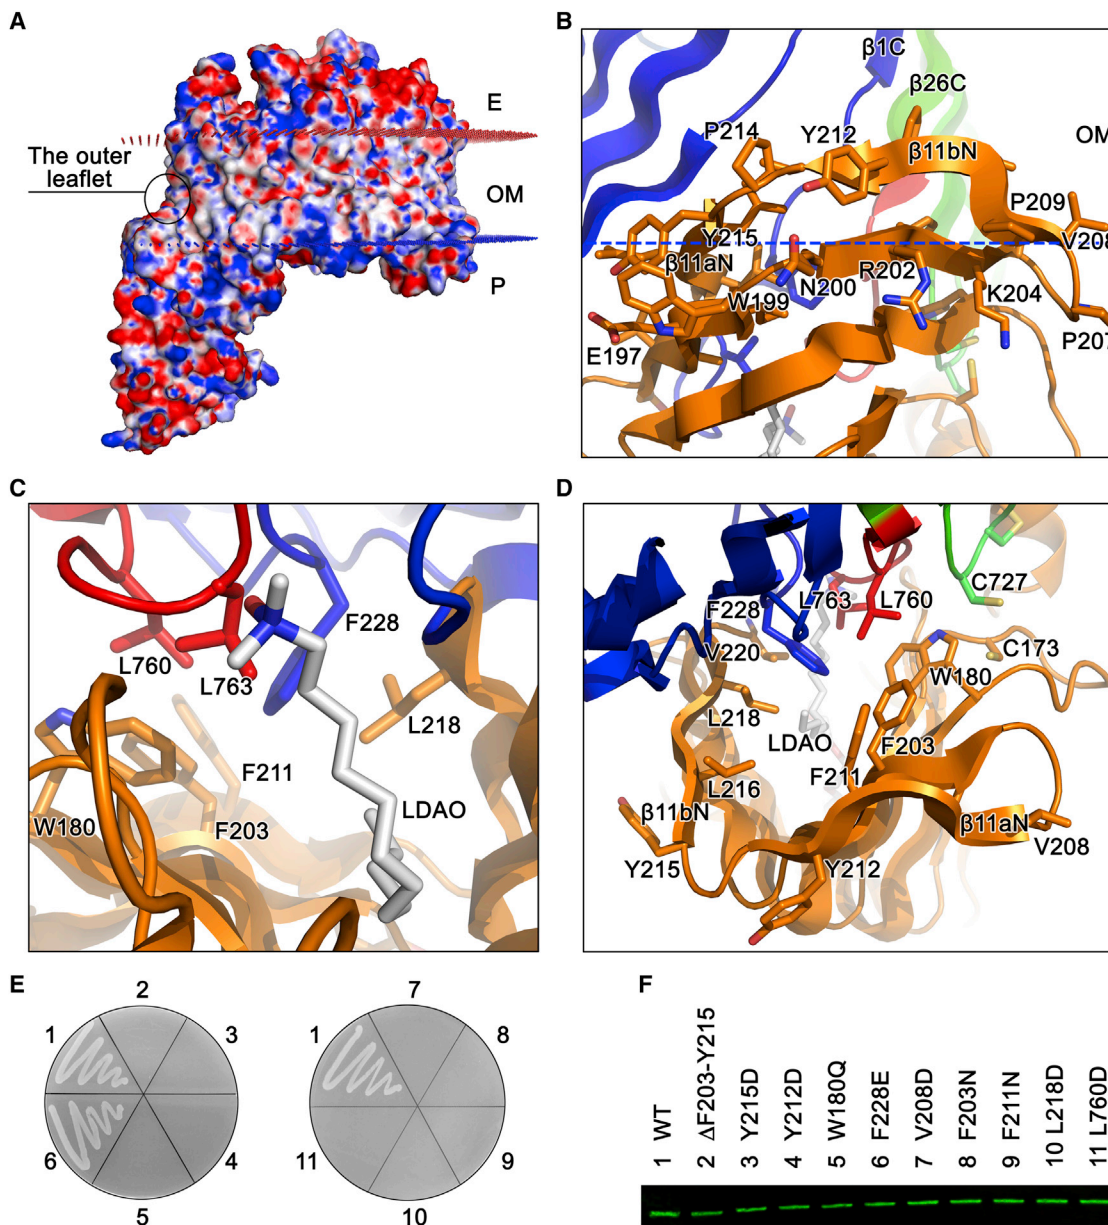 A
E
The outer
leaflet
OM
P
B
β1C
β26C
P214
Y212
β11bN
OM
P209
V208
Y215
β11aN
N200
R202
W199
K204
P207
E197
C
F228
L760
L763
L218
F211
LDAO
W180
F203
D
C727
L763
L760
F228
V220
C173
W180
L218
LDAO
F203
F211
L216
β11bN
β11aN
V208
Y215
Y212
E
2
1
3
6
4
5
7
1
8
11
9
10
F
1 WT
2 ΔF203-Y215
3 Y215D
4 Y212D
5 W180Q
6 F228E
7 V208D
8 F203N
9 F211N
10 L218D
11 L760D